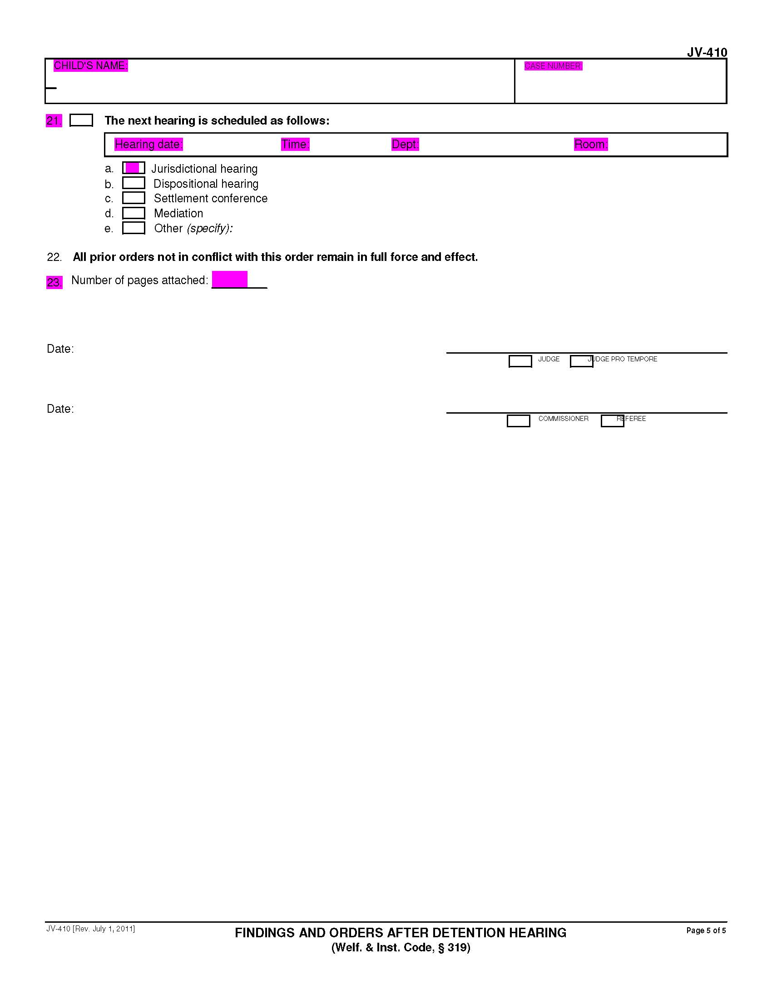 JV-410
CHILD'S NAME:
CASE NUMBER:
21. The next hearing is scheduled as follows:
Hearing date: Time: Dept: Room:
a. Jurisdictional hearing
b. Dispositional hearing
c. Settlement conference
d. Mediation
e. Other (specify):
22. All prior orders not in conflict with this order remain in full force and effect.
23. Number of pages attached:
Date:
JUDGE JUDGE PRO TEMPORE
Date:
COMMISSIONER REFEREE
JV-410 [Rev. July 1, 2011]
FINDINGS AND ORDERS AFTER DETENTION HEARING
(Welf. & Inst. Code, § 319)
Page 5 of 5